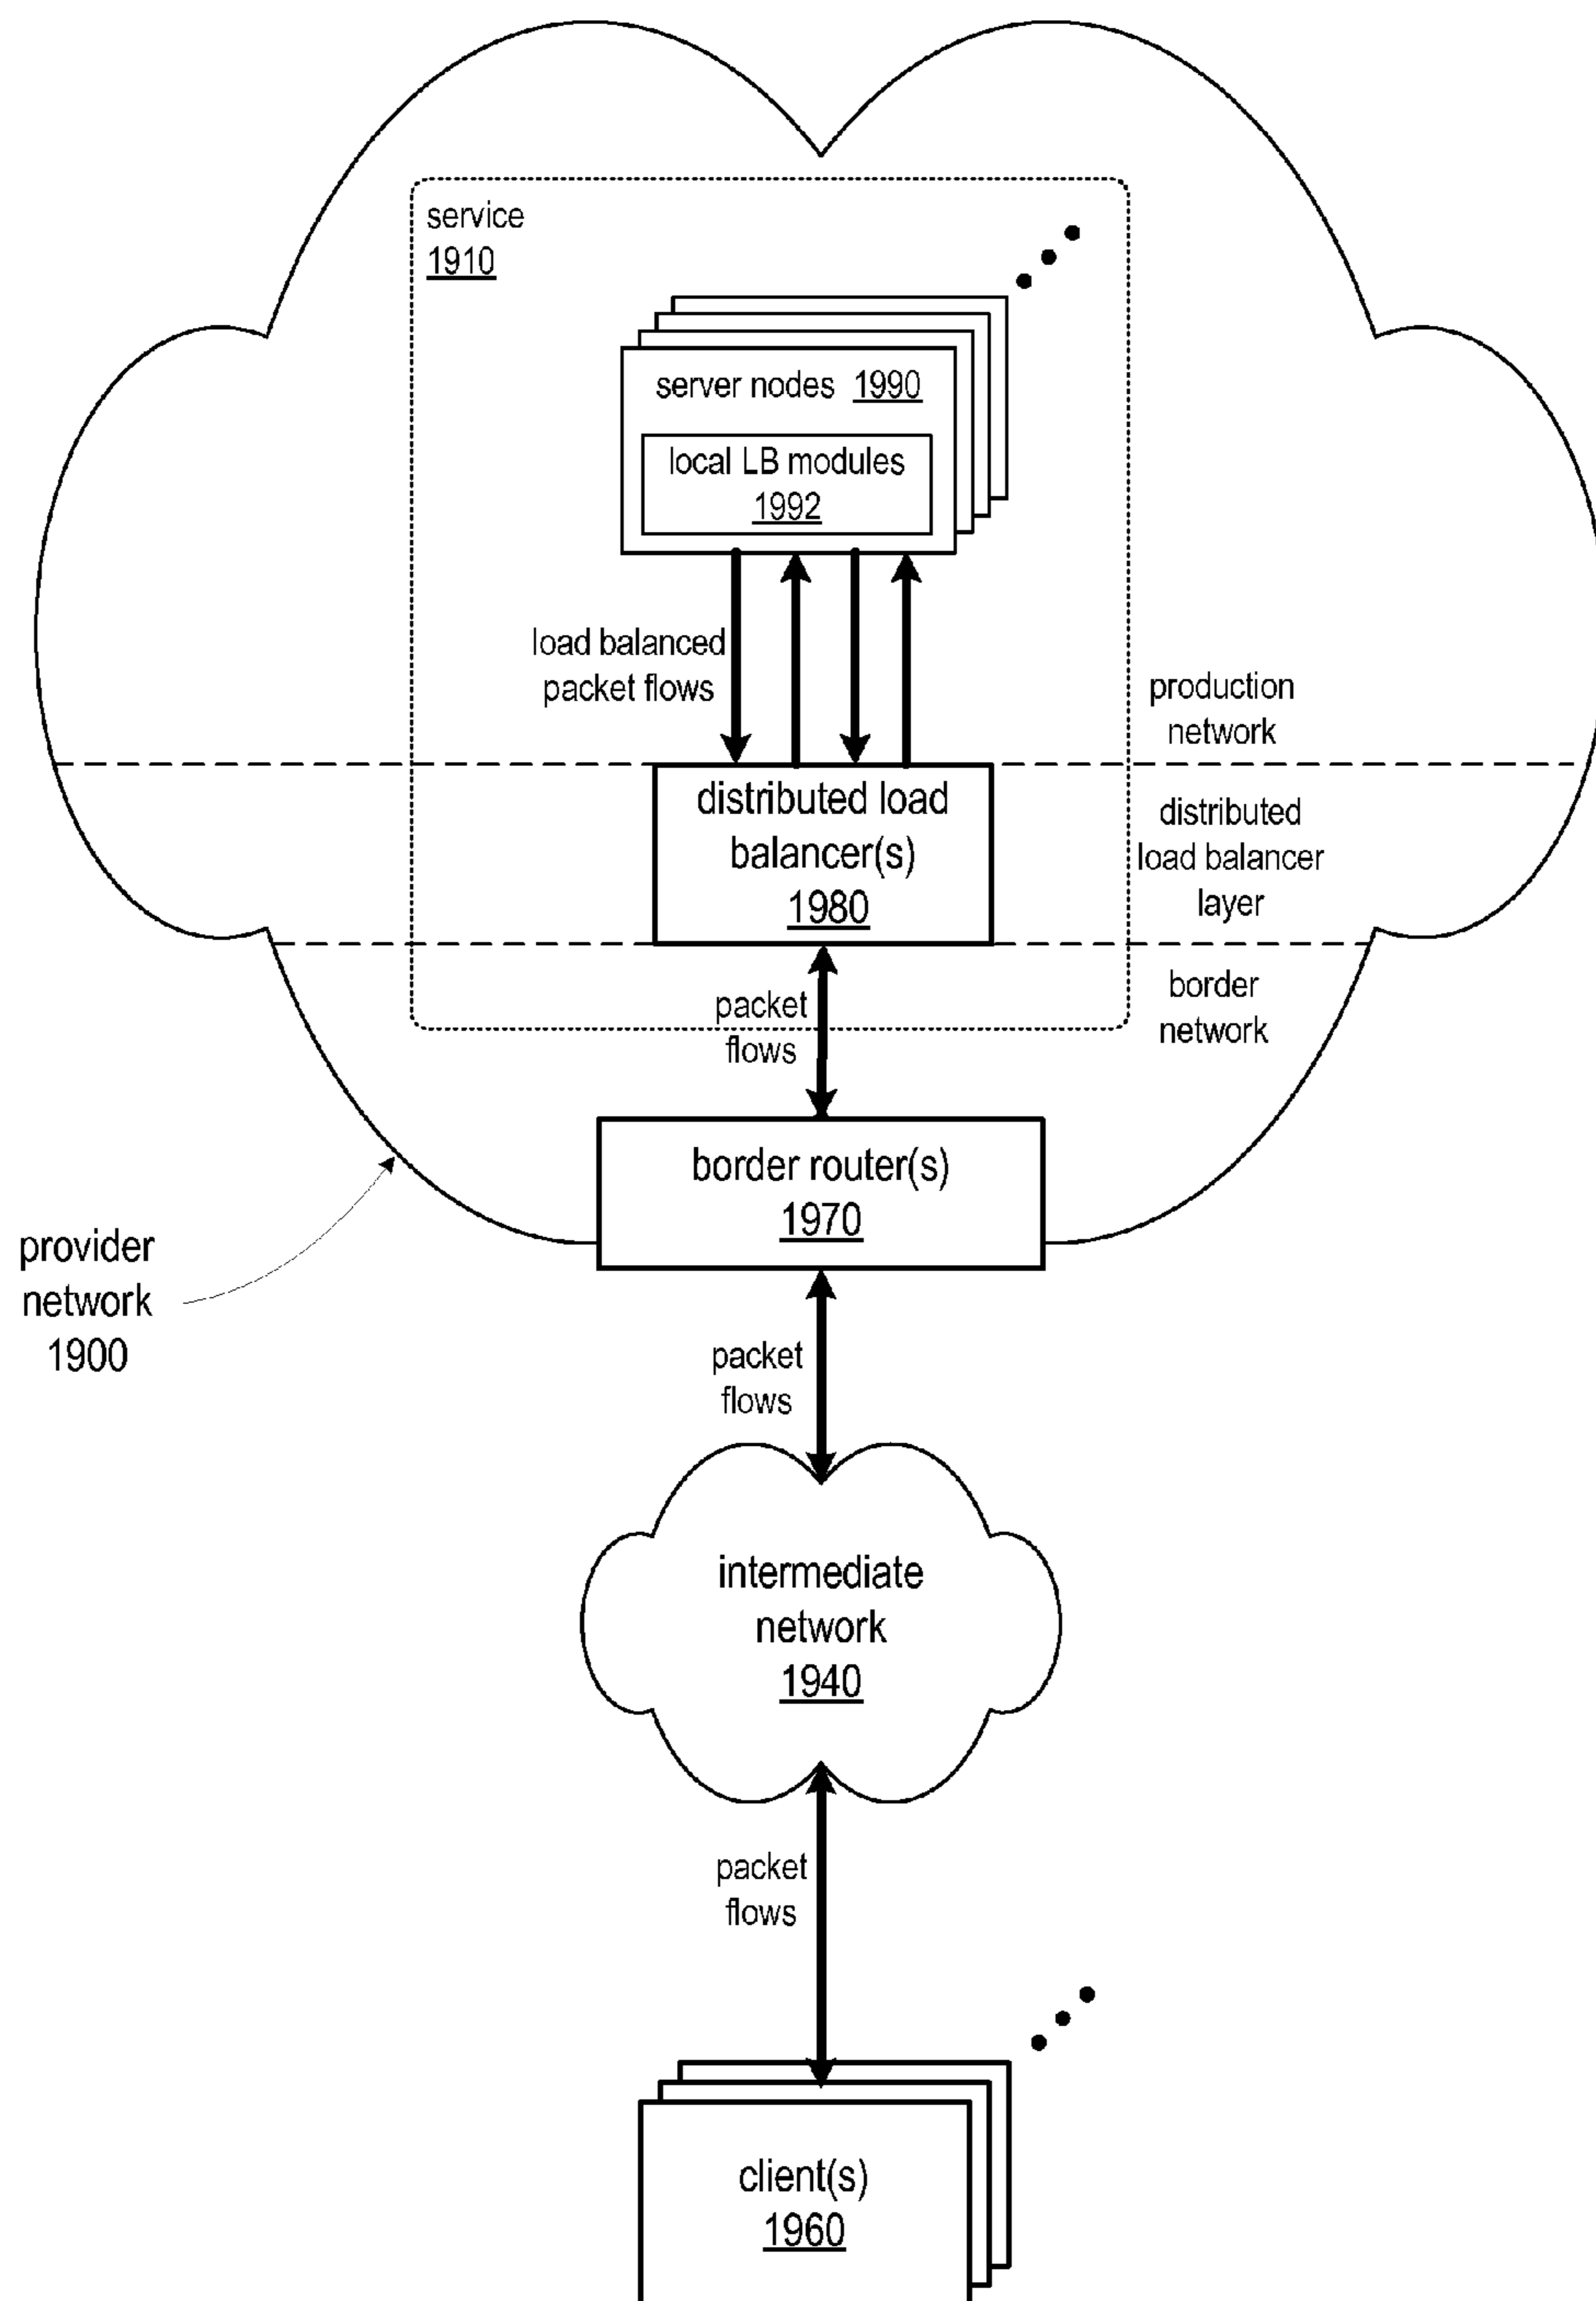 service
1910
server nodes 1990
local LB modules
1992
load balanced
packet flows
production
network
distributed load
balancer(s)
1980
distributed
load balancer
layer
packet
flows
border
network
border router(s)
1970
provider
network
1900
packet
flows
intermediate
network
1940
packet
flows
client(s)
1960